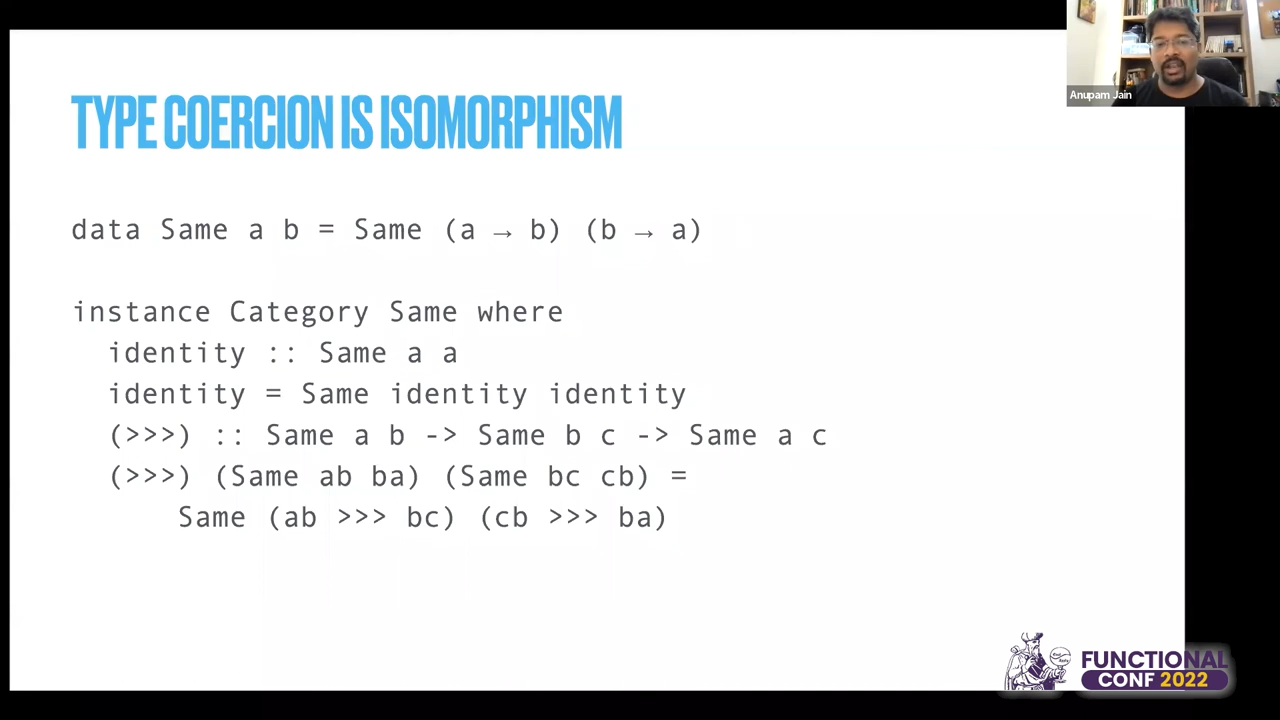 Anupam Jain
TYPE COERCION IS ISOMORPHISM
data Same a b = Same (a → b) (b → a)
instance Category Same where
identity :: Same a a
identity = Same identity identity
(>>>) :: Same a b -> Same b c -> Same a c
(>>>) (Same ab ba) (Same bc cb) =
Same (ab >>> bc) (cb >>> ba)
FUNCTIONAL
CONF 2022